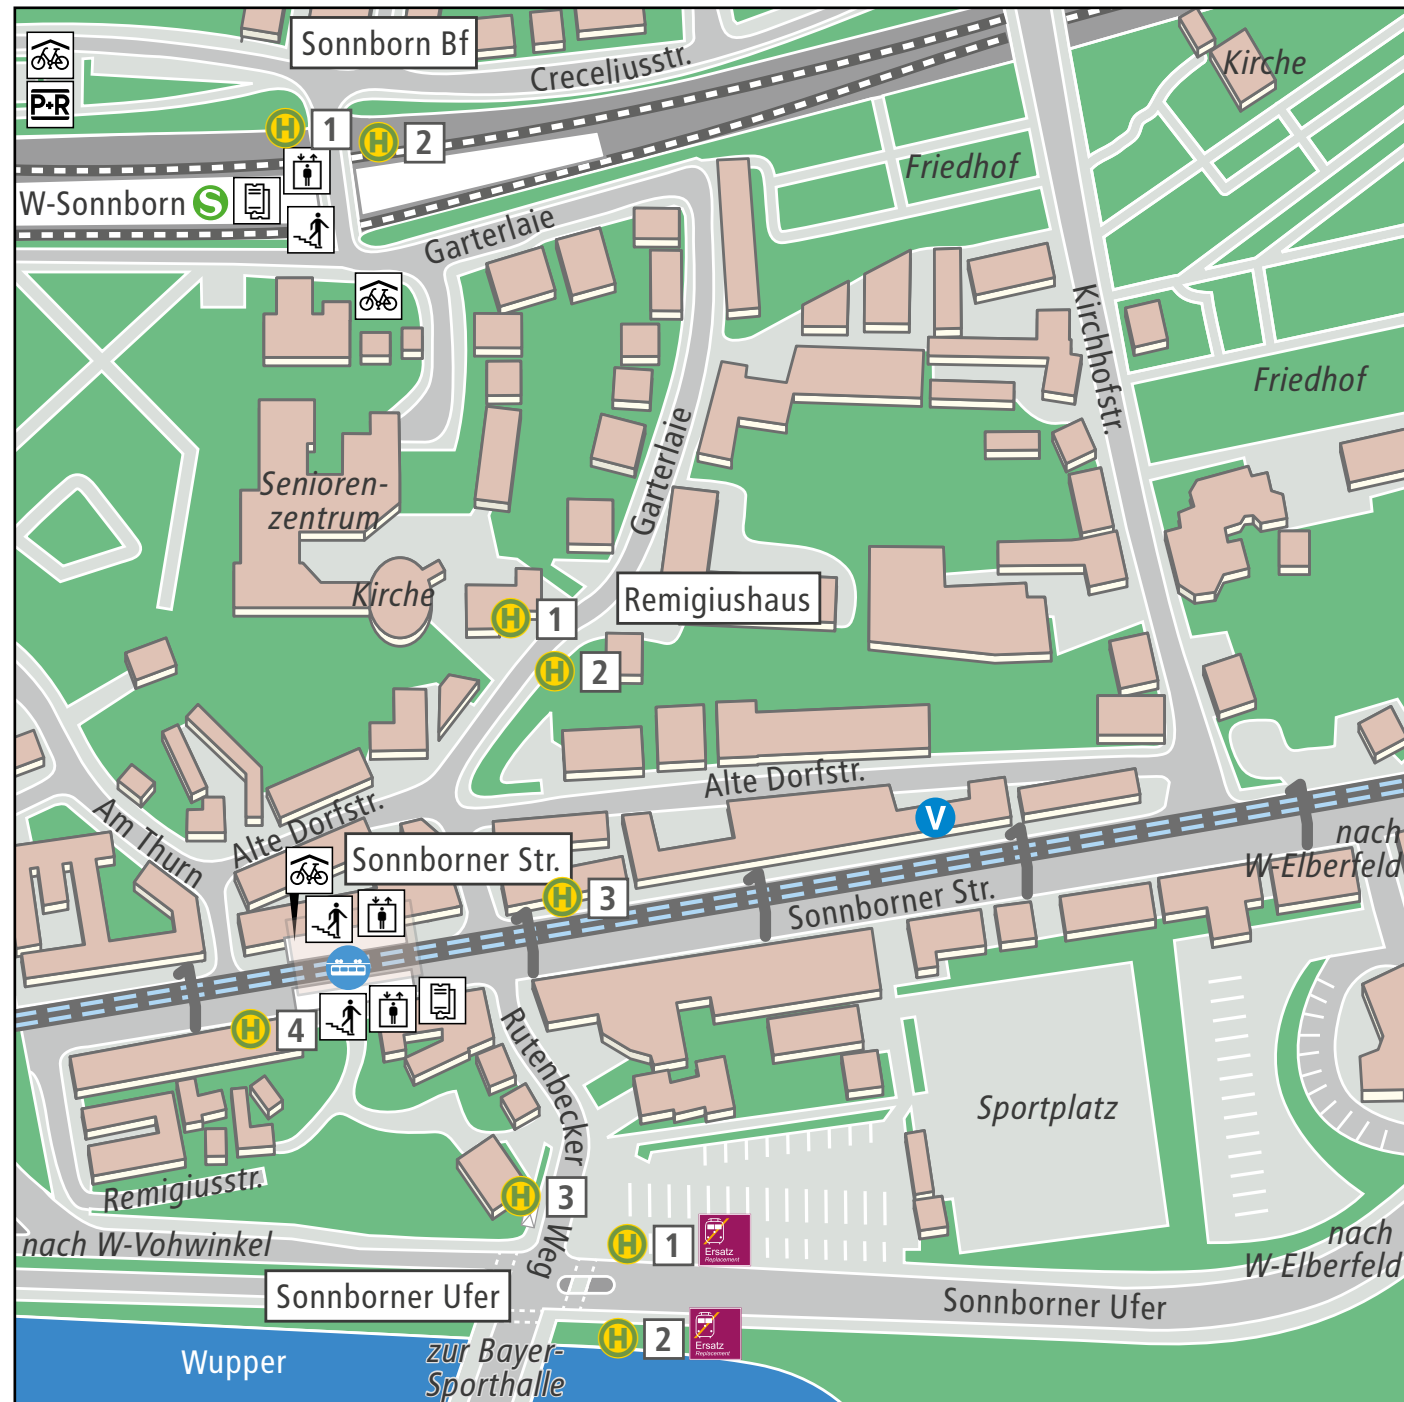 Sonnborn Bf
Creceliusstr.
Kirche
P+R
H 1
H 2
Friedhof
W-Sonnborn S
Garterlaie
Kirchhofstr.
Friedhof
Garterlaie
Senioren-
zentrum
Kirche
Remigiushaus
H 1
H 2
Alte Dorfstr.
Am Thurn
Alte Dorfstr.
V
nach
W-Elberfeld
Sonnborner Str.
H 3
Sonnborner Str.
H 4
Rutenbecker
Weg
Sportplatz
Remigiusstr.
H 3
nach W-Vohwinkel
H 1
Ersatz
Replacement
nach
W-Elberfeld
Sonnborner Ufer
Sonnborner Ufer
H 2
Ersatz
Replacement
Wupper
zur Bayer-
Sporthalle